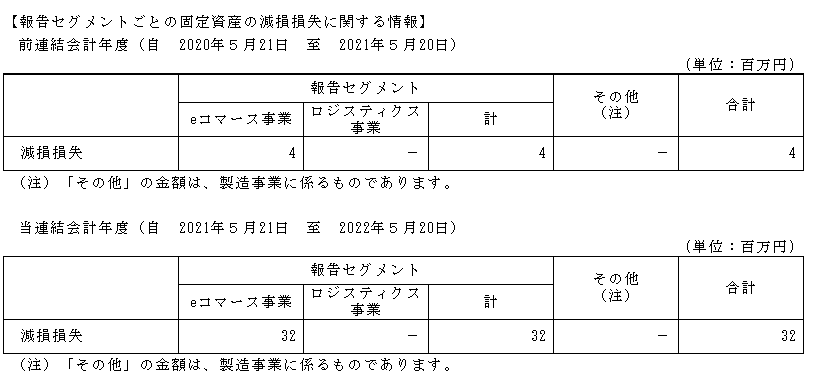 【報告セグメントごとの固定資産の減損損失に関する情報】
前連結会計年度（自　2020年５月21日　至　2021年５月20日）
（単位：百万円）
報告セグメント
その他
（注）
合計
eコマース事業
ロジスティクス
事業
計
減損損失　4　－　4　－　4
（注）「その他」の金額は、製造事業に係るものであります。
当連結会計年度（自　2021年５月21日　至　2022年５月20日）
（単位：百万円）
報告セグメント
その他
（注）
合計
eコマース事業
ロジスティクス
事業
計
減損損失　32　－　32　－　32
（注）「その他」の金額は、製造事業に係るものであります。